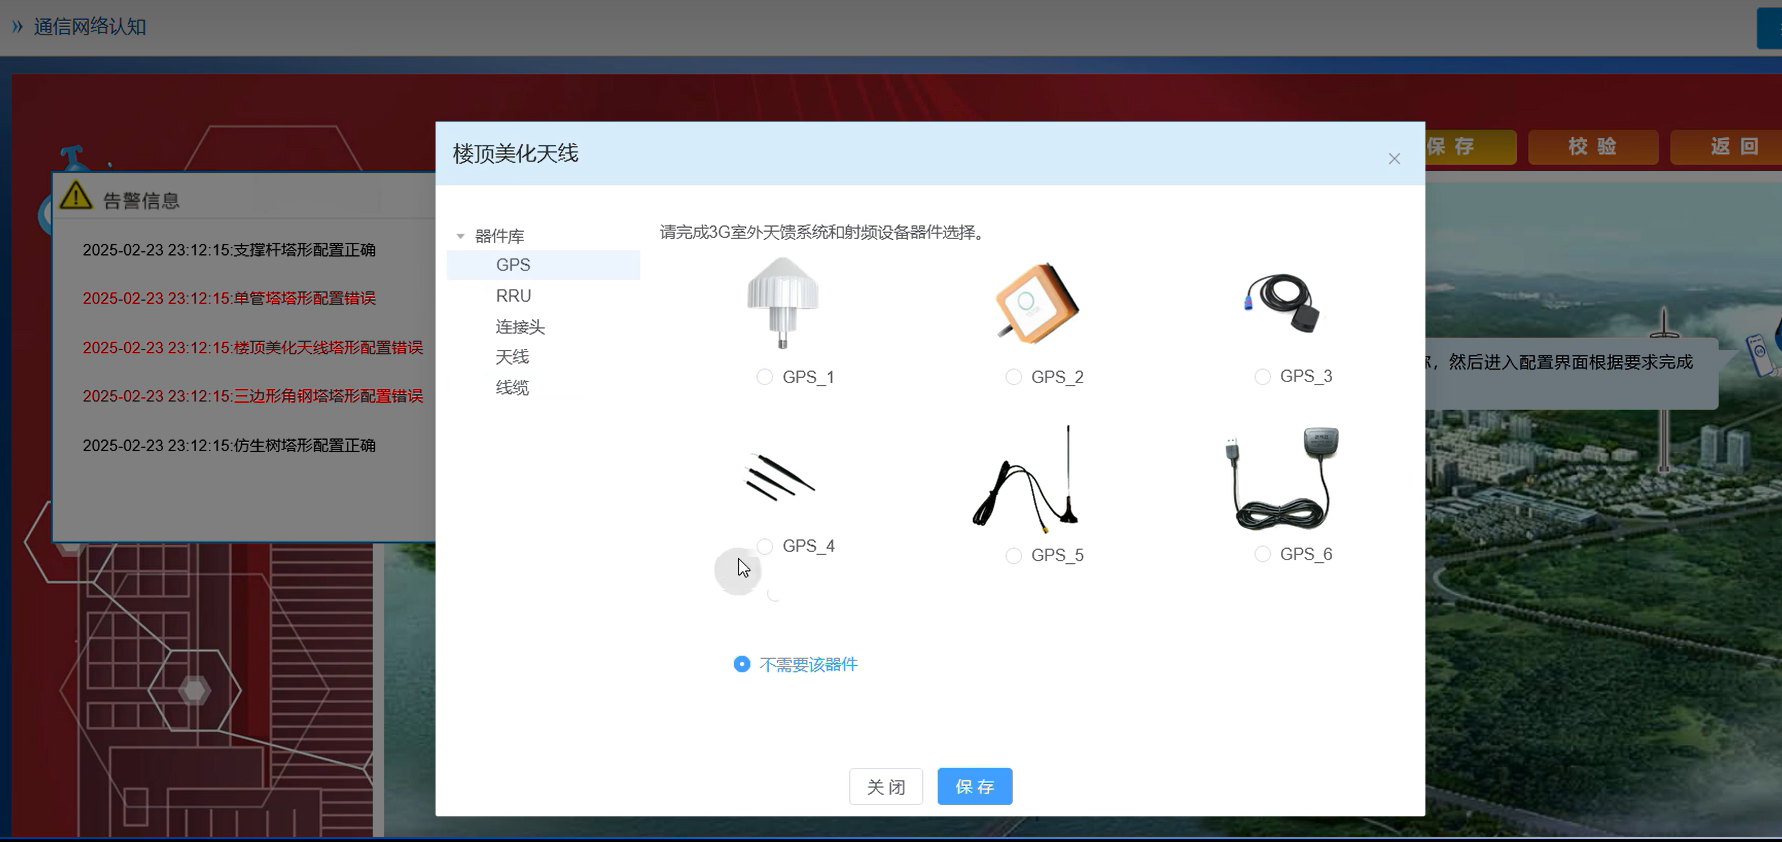 通信网络认知
保存
校验
返回
告警信息
2025-02-23 23:12:15:支撑杆塔形配置正确
2025-02-23 23:12:15:单管塔塔形配置错误
2025-02-23 23:12:15:楼顶美化天线塔形配置错误
2025-02-23 23:12:15:三边形角钢塔塔形配置错误
2025-02-23 23:12:15:仿生树塔形配置正确
楼顶美化天线
器件库
GPS
RRU
连接头
天线
线缆
请完成3G室外天馈系统和射频设备器件选择。
GPS_1
GPS_2
GPS_3
GPS_4
GPS_5
GPS_6
不需要该器件
关闭
保存
，然后进入配置界面根据要求完成